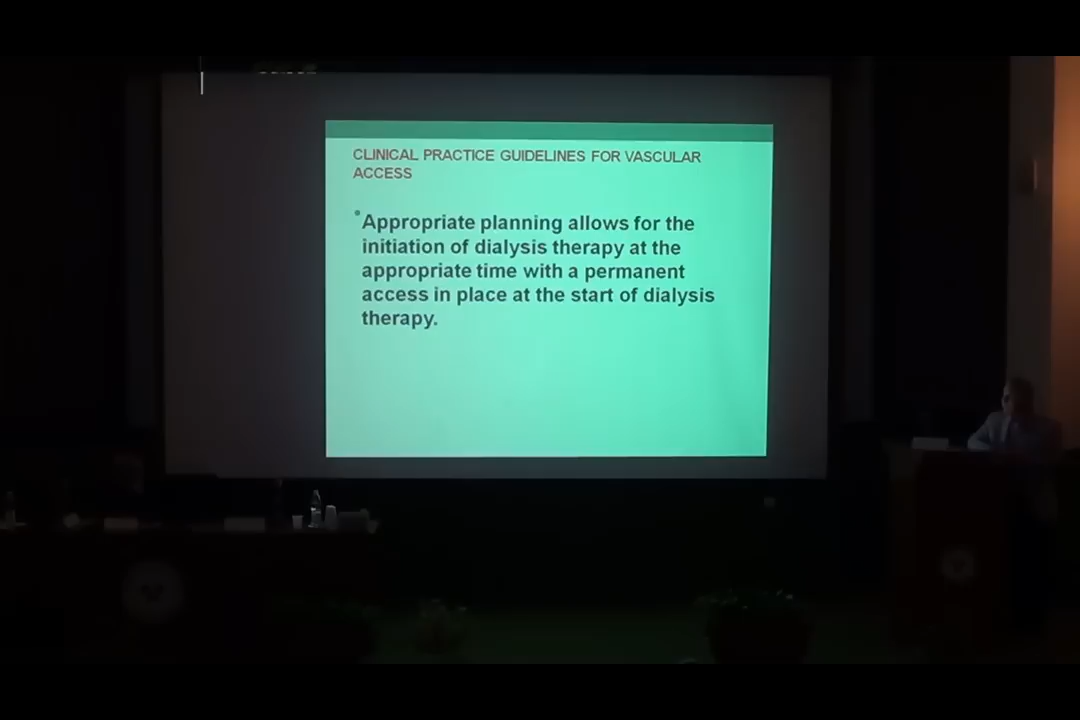 CLINICAL PRACTICE GUIDELINES FOR VASCULAR
ACCESS
Appropriate planning allows for the
initiation of dialysis therapy at the
appropriate time with a permanent
access in place at the start of dialysis
therapy.